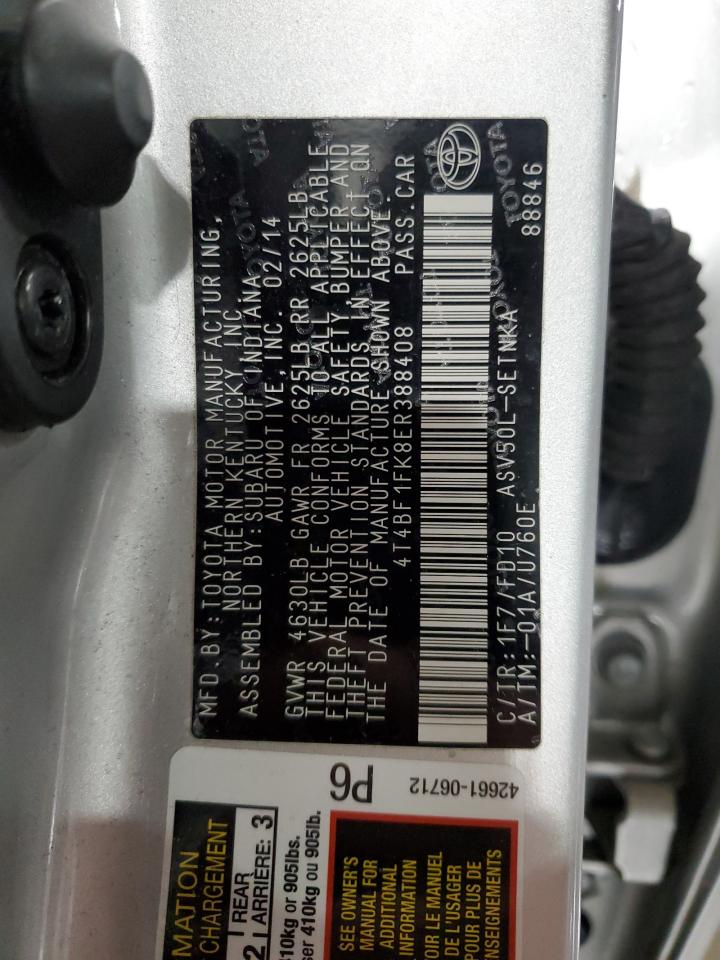 MFD.BY:TOYOTA MOTOR MANUFACTURING,
NORTHERN KENTUCKY INC
ASSEMBLED BY:SUBARU OF INDIANA
AUTOMOTIVE,INC. 02/14
GVWR 4630LB GAWR FR 2625LB RR 2625LB
THIS VEHICLE CONFORMS TO ALL APPLICABLE
FEDERAL MOTOR VEHICLE SAFETY, BUMPER AND
THEFT PREVENTION STANDARDS IN EFFECT ON
THE DATE OF MANUFACTURE SHOWN ABOVE.
4T4BF1FK8ER388408 PASS CAR
C/TR:1F7/FD10 ASV50L-SETNKA 88846
A/TM:-01A/U760E
TOYOTA
P6
42661-06712
MATION
CHARGEMENT
2 REAR
ARRIÈRE: 3
410kg or 905lbs.
ser 410kg ou 905lb.
SEE OWNER'S
MANUAL FOR
ADDITIONAL
INFORMATION
OIR LE MANUEL
DE L'USAGER
POUR PLUS DE
ENSEIGNEMENTS